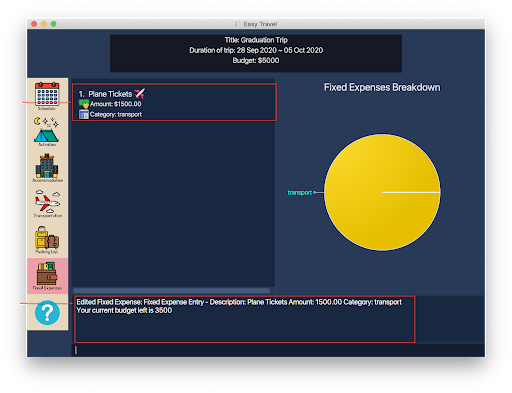 Easy Travel
Title: Graduation Trip
Duration of trip: 28 Sep 2020 ~ 05 Oct 2020
Budget: $5000
Schedule
Activities
Accommodation
Transportation
Packing List
Fixed Expenses
?
1. Plane Tickets
Amount: $1500.00
Category: transport
Fixed Expenses Breakdown
transport
Edited Fixed Expense: Fixed Expense Entry - Description: Plane Tickets Amount: 1500.00 Category: transport
Your current budget left is 3500